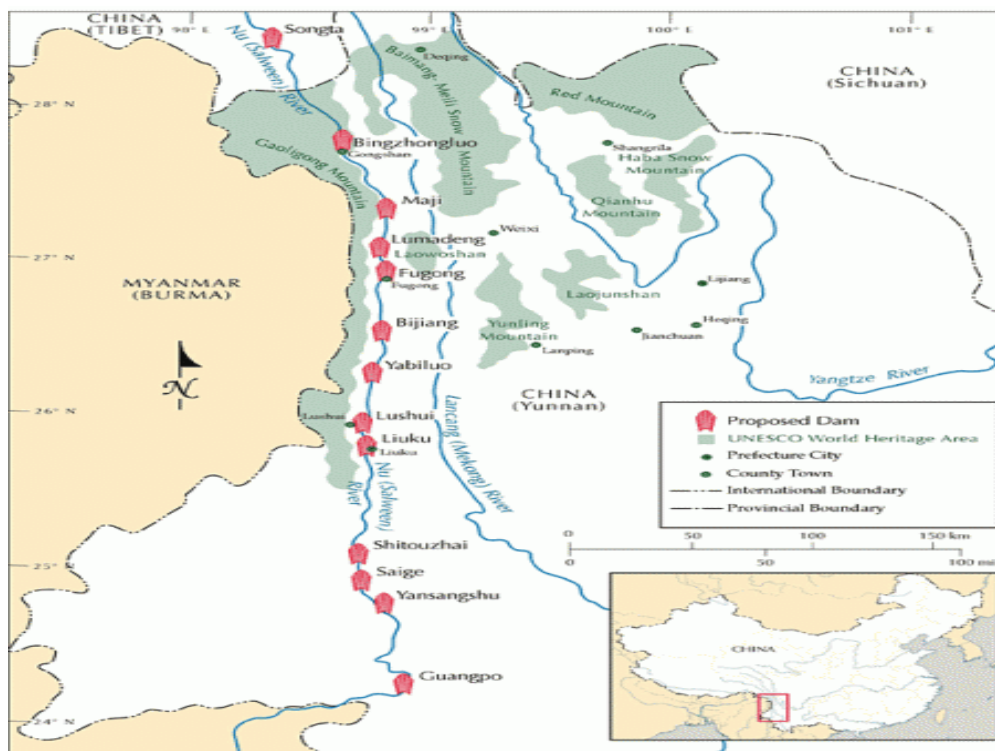 CHINA
(TIBET)
98° E
99° E
100° E
101° E
Songta
Nu (Salween) River
Deqing
Baimang-Meili Snow
Mountain
Red Mountain
CHINA
(Sichuan)
28° N
Bingzhongluo
Gongshan
Gaoligong Mountain
Shangrila
Haba Snow
Mountain
Qianhu
Mountain
Maji
Weixi
Lumadeng
Laowoshan
27° N
Fugong
Fugong
MYANMAR
(BURMA)
Laojunshan
Lijiang
Heqing
Jianchuan
Bijiang
Yunling
Mountain
Lanping
N
Yabiluo
CHINA
(Yunnan)
Yangtze River
26° N
Lushui
Lushui
Liuku
Liuku
Lancang (Mekong) River
Nu (Salween)
River
Proposed Dam
UNESCO World Heritage Area
Prefecture City
County Town
International Boundary
Provincial Boundary
0 50 100 150 km
0 50 100 mi
Shitouzhai
25° N
Saige
Yansangshu
Guangpo
24° N
CHINA